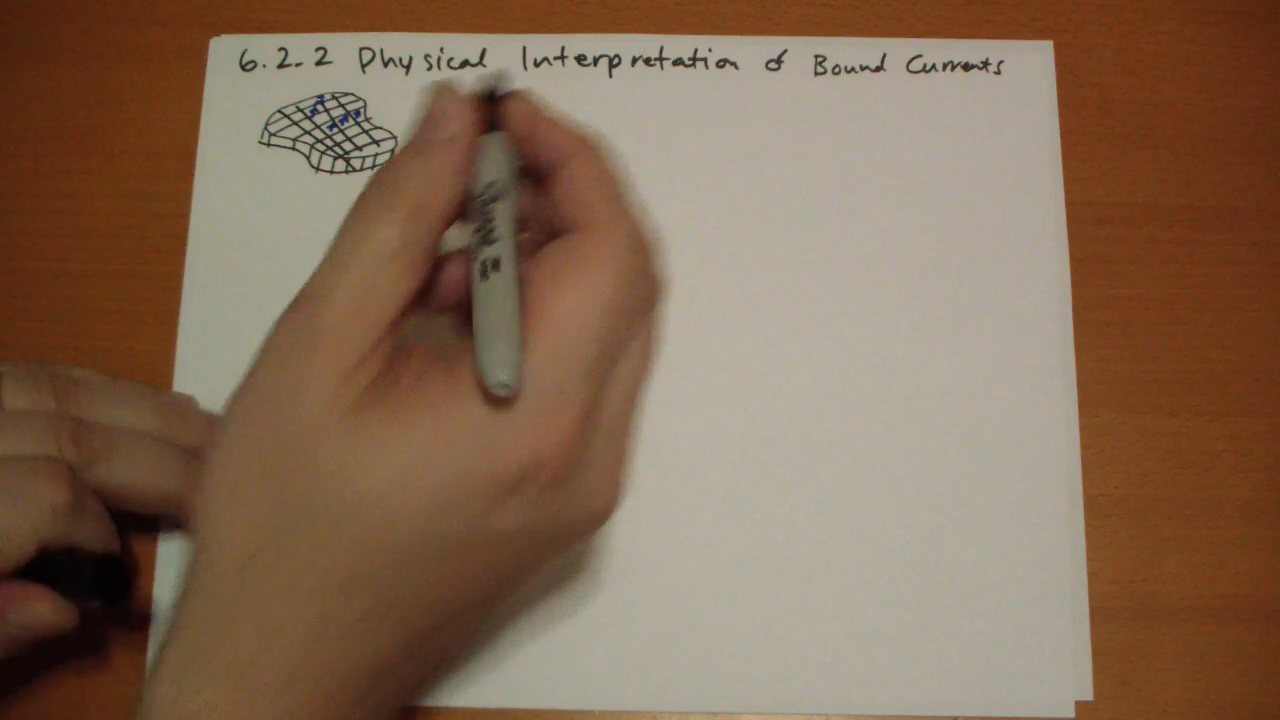 6.2.2 Physical Interpretation of Bound Currents